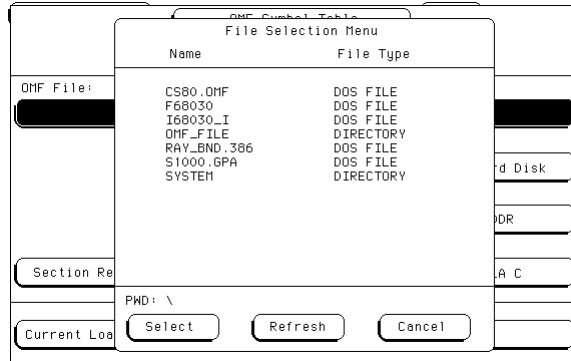 OMF Symbol Table
File Selection Menu
Name File Type
OMF File:
CS80.OMF DOS FILE
F68030 DOS FILE
I68030_I DOS FILE
OMF_FILE DIRECTORY
RAY_BND.386 DOS FILE
S1000.GPA DOS FILE
SYSTEM DIRECTORY
rd Disk
DDR
Section Re
LA C
PWD: \
Select Refresh Cancel
Current Loa